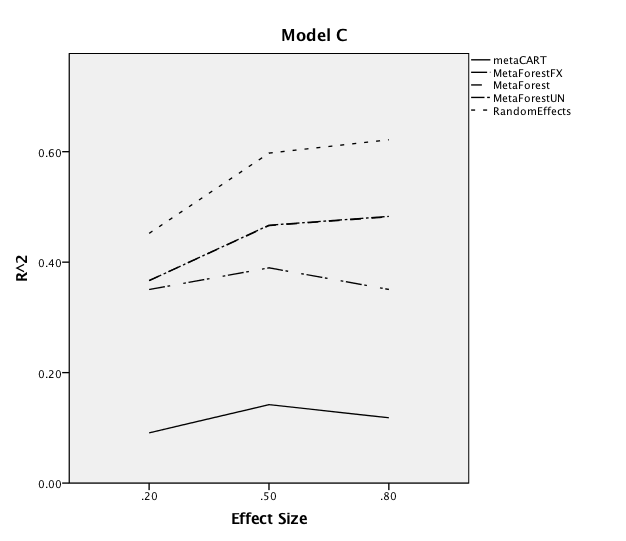 Model C
metaCART
MetaForestFX
MetaForest
MetaForestUN
RandomEffects
0.60
0.40
0.20
0.00
R^2
.20 .50 .80
Effect Size